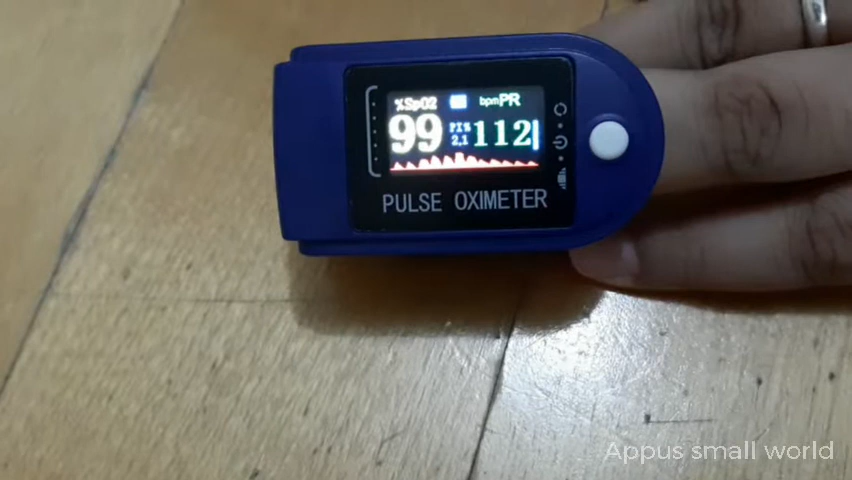 %SpO2 bpmPR
99 PI% 112
2.1
PULSE OXIMETER
Appus small world